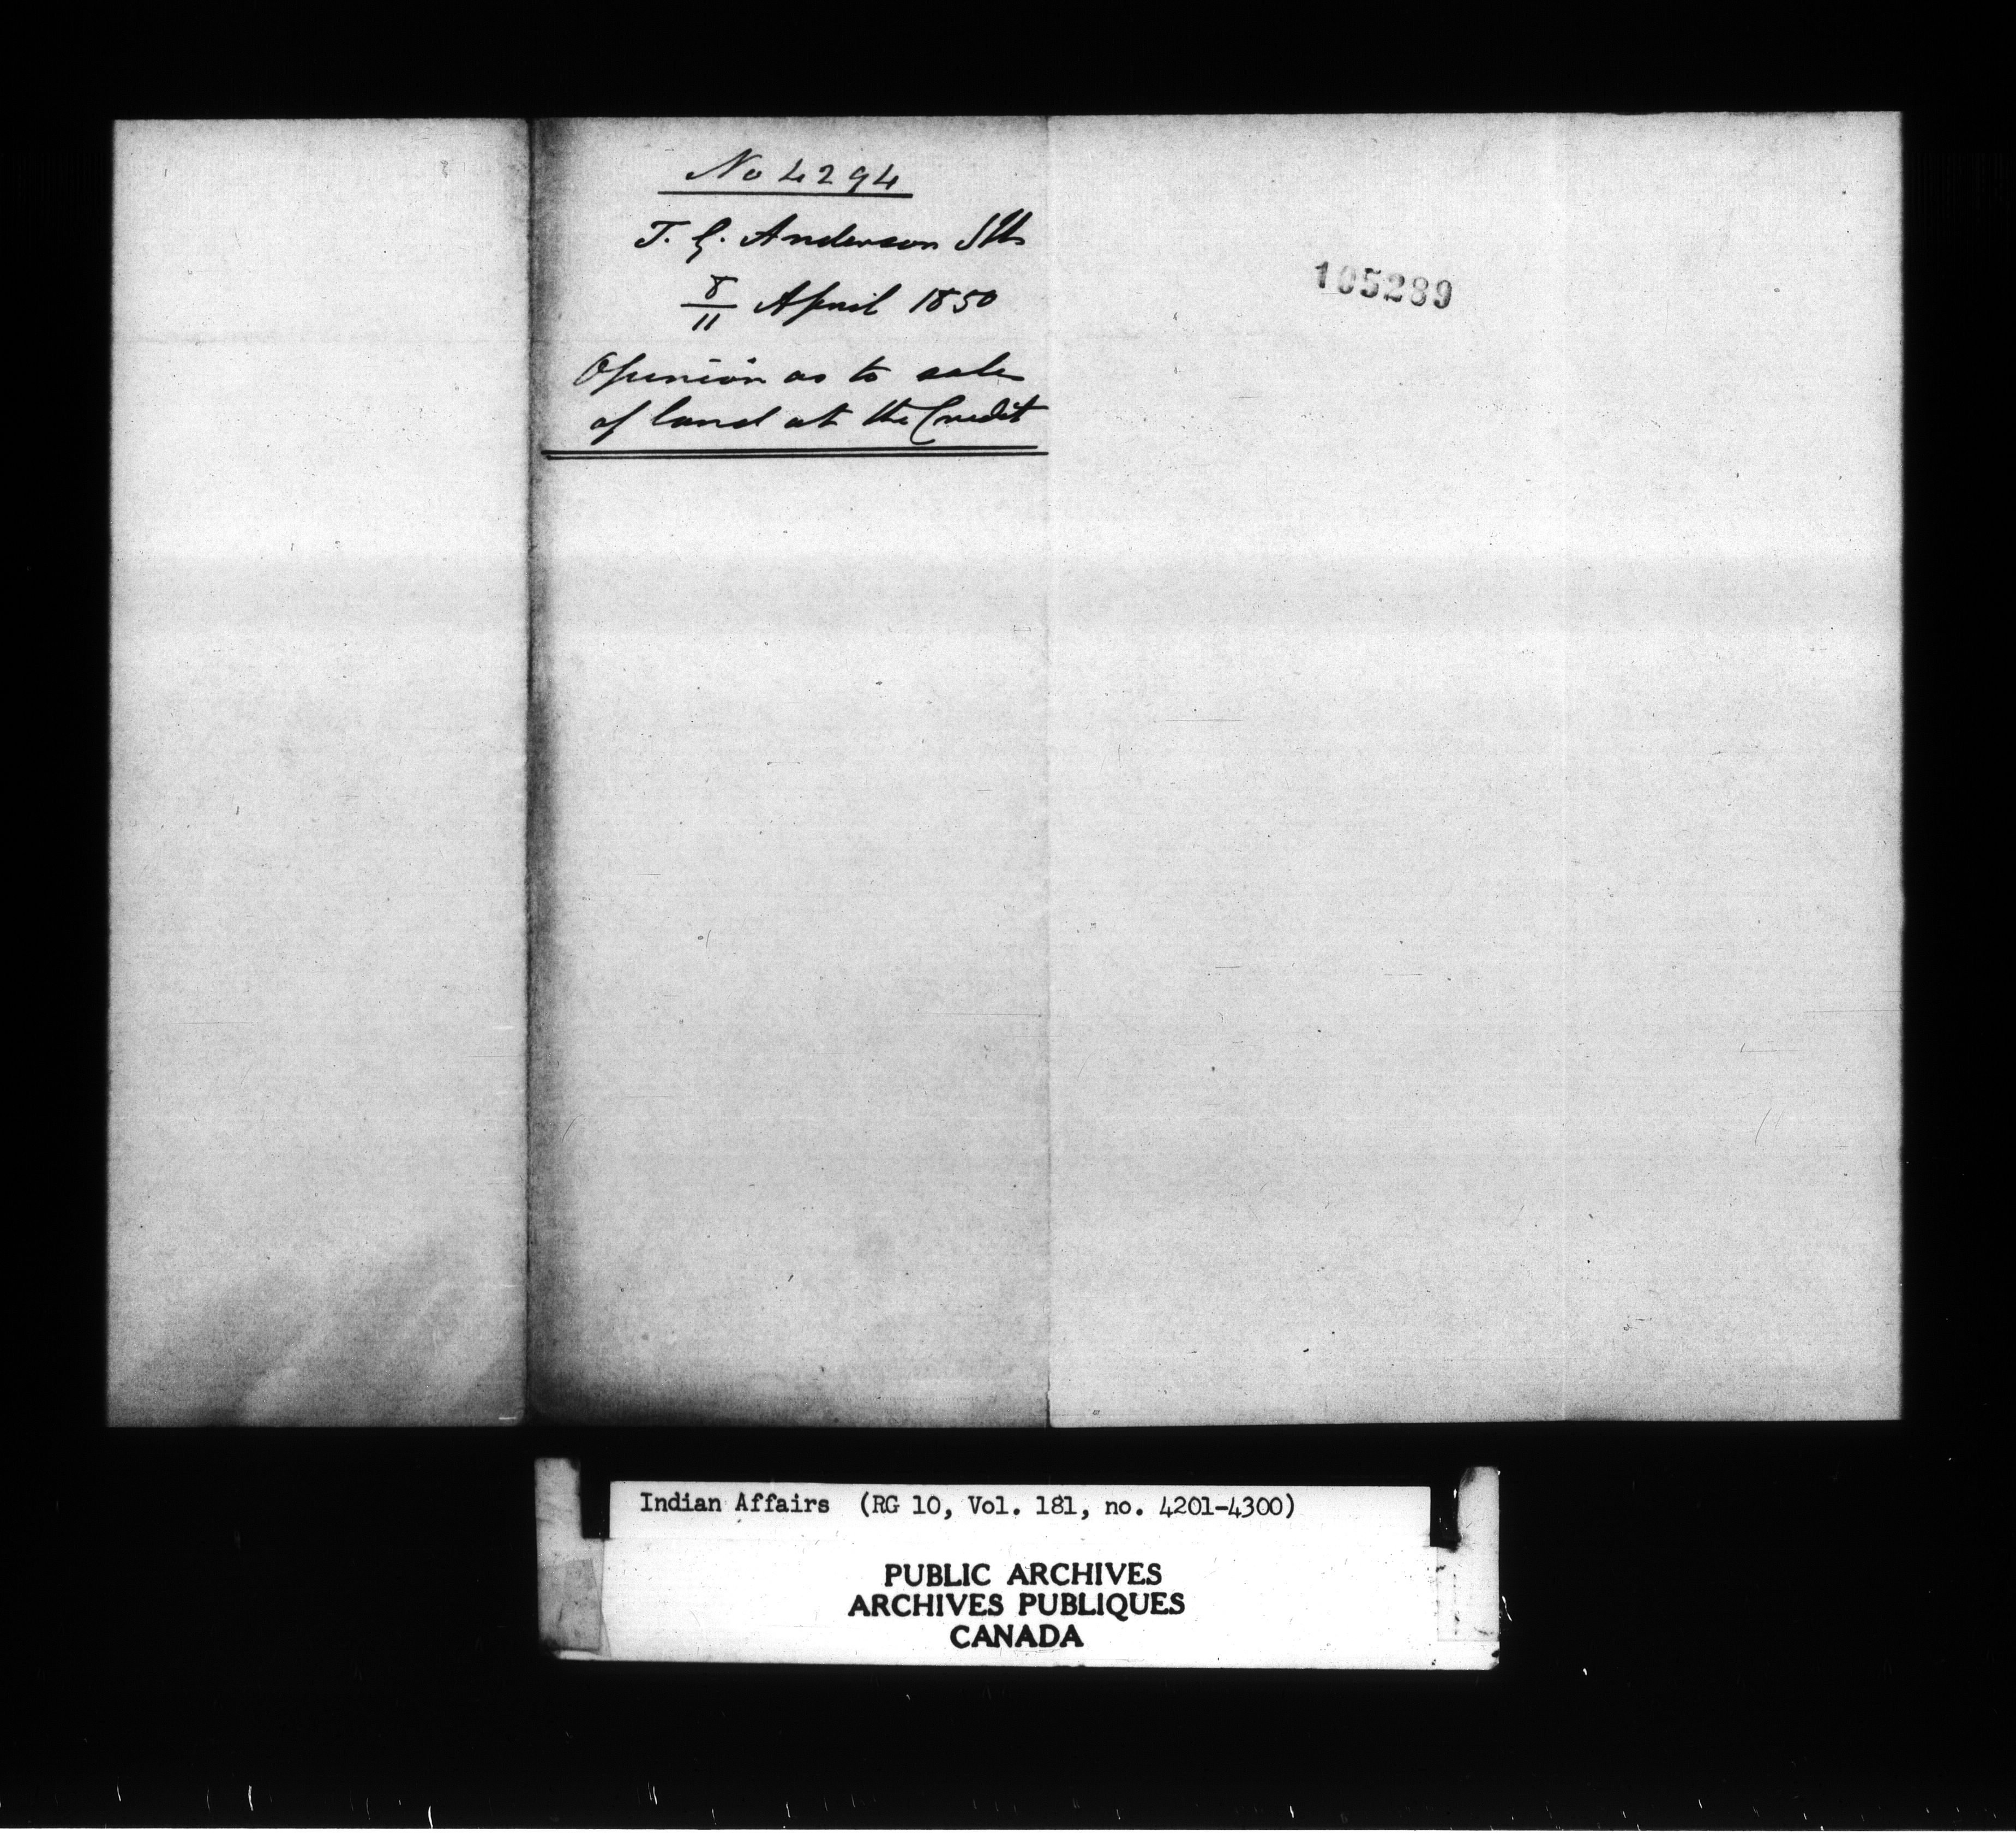 No 4294
T. G. Anderson
8/11 April 1850
Opinion as to sale
of land at the Credit
105289
Indian Affairs (RG 10, Vol. 181, no. 4201-4300)
PUBLIC ARCHIVES
ARCHIVES PUBLIQUES
CANADA